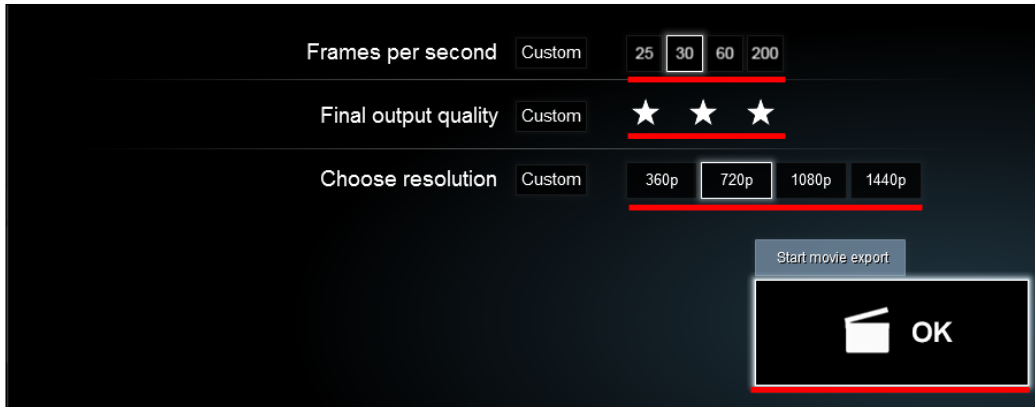 Frames per second Custom 25 30 60 200
Final output quality Custom
Choose resolution Custom 360p 720p 1080p 1440p
Start movie export
OK